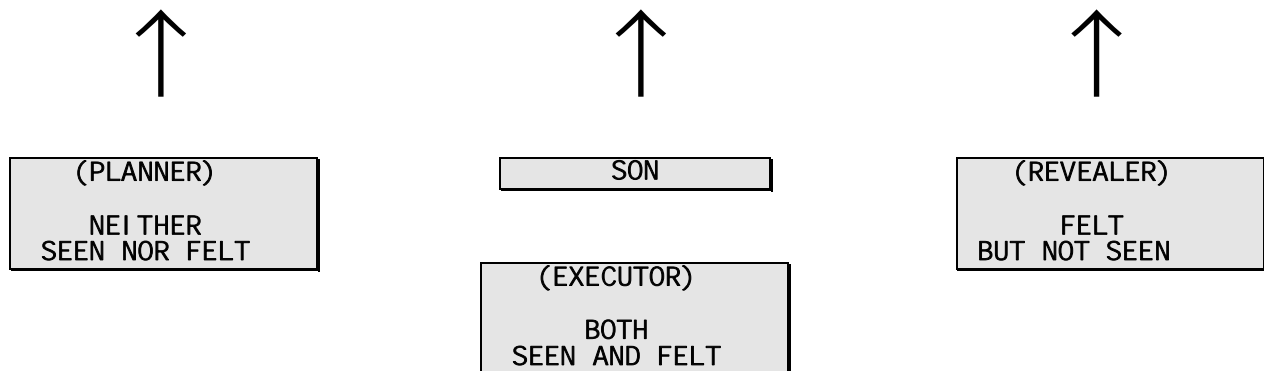 (PLANNER)
NEITHER
SEEN NOR FELT
SON
(EXECUTOR)
BOTH
SEEN AND FELT
(REVEALER)
FELT
BUT NOT SEEN